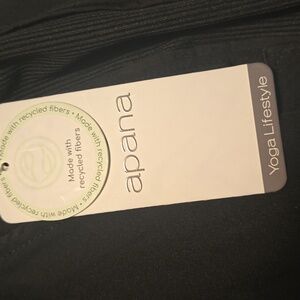 Made with recycled fibers • Made with recycled fibers • Made with recycled fibers •
Made with
recycled fibers
apana
Yoga Lifestyle